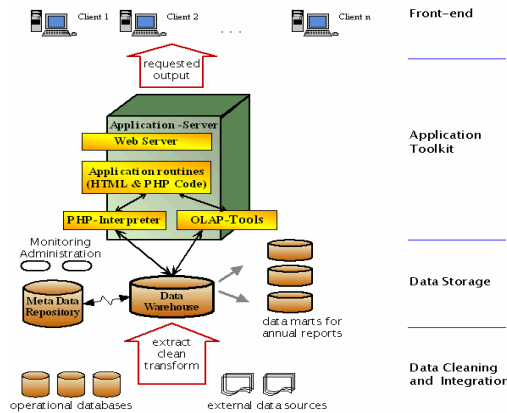 Client 1
Client 2
. . .
Client n
Front-end
requested
output
Application -Server
Web Server
Application routines
(HTML & PHP Code)
PHP-Interpreter
OLAP-Tools
Application
Toolkit
Monitoring
Administration
Meta Data
Repository
Data
Warehouse
data marts for
annual reports
Data Storage
extract
clean
transform
operational databases
external data sources
Data Cleaning
and Integration